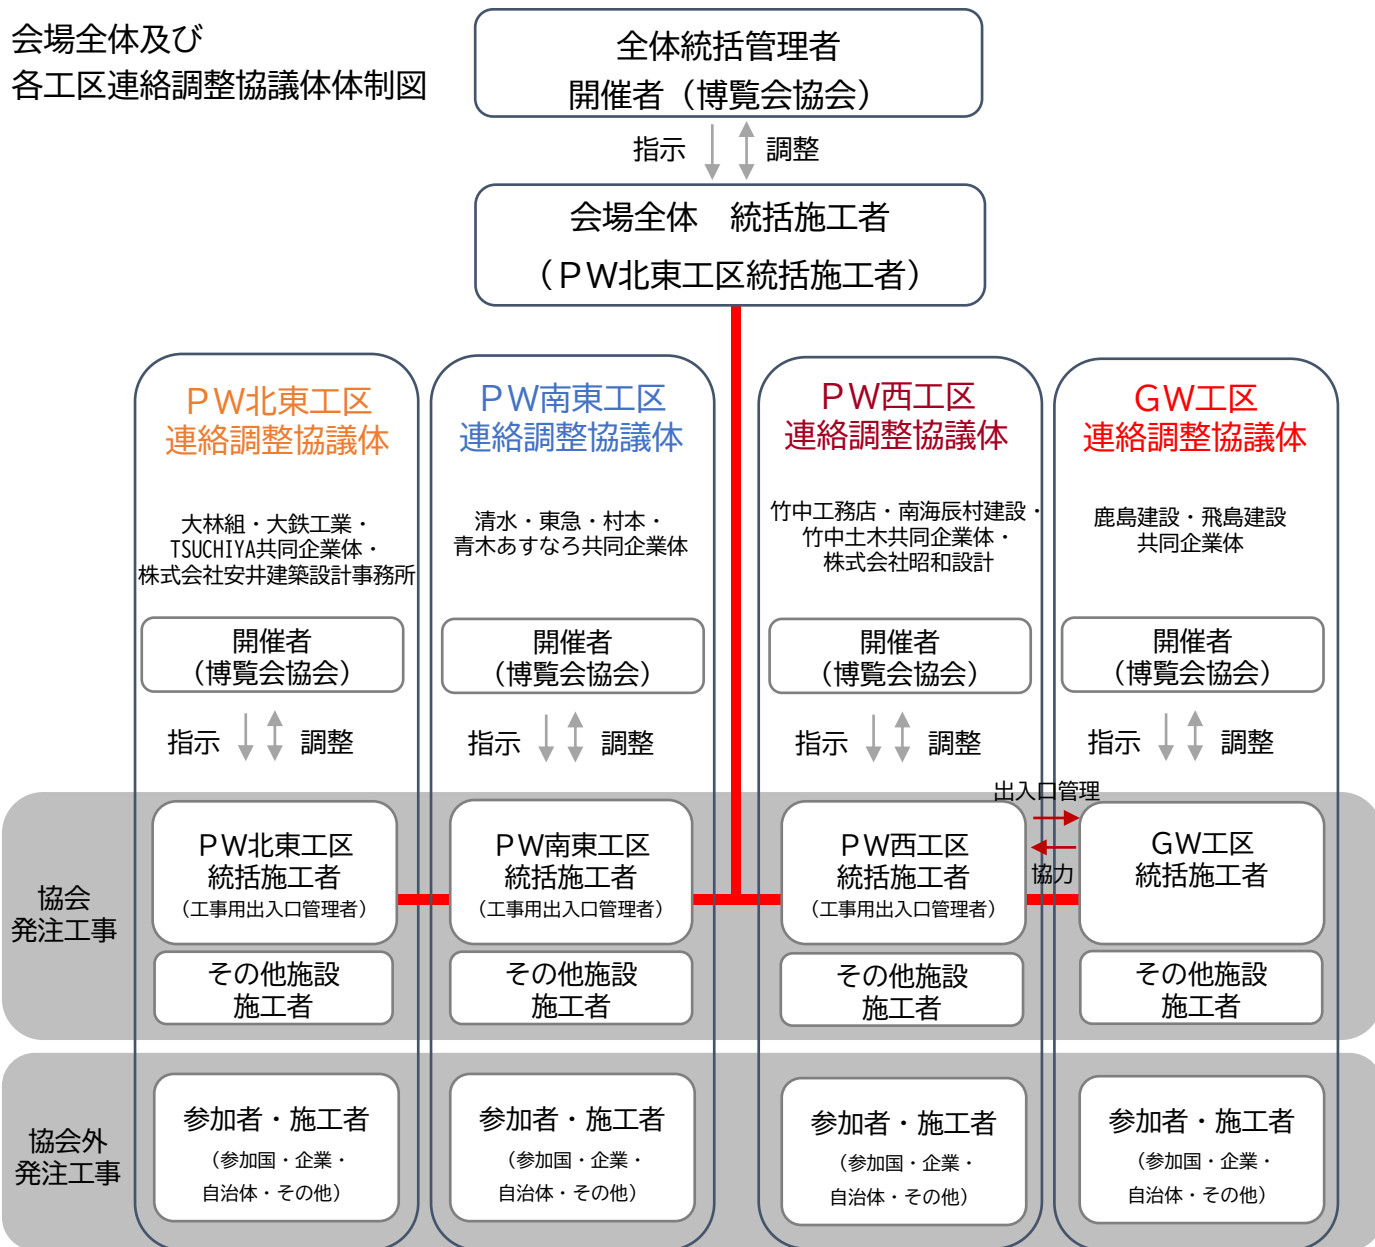 会場全体及び
各工区連絡調整協議体体制図
全体統括管理者
開催者（博覧会協会）
指示
調整
会場全体　統括施工者
（ＰＷ北東工区統括施工者）
ＰＷ北東工区
連絡調整協議体
大林組・大鉄工業・
TSUCHIYA共同企業体・
株式会社安井建築設計事務所
開催者
（博覧会協会）
指示
調整
ＰＷ北東工区
統括施工者
（工事用出入口管理者）
その他施設
施工者
参加者・施工者
（参加国・企業・
自治体・その他）
ＰＷ南東工区
連絡調整協議体
清水・東急・村本・
青木あすなろ共同企業体
開催者
（博覧会協会）
指示
調整
ＰＷ南東工区
統括施工者
（工事用出入口管理者）
その他施設
施工者
参加者・施工者
（参加国・企業・
自治体・その他）
ＰＷ西工区
連絡調整協議体
竹中工務店・南海辰村建設・
竹中土木共同企業体・
株式会社昭和設計
開催者
（博覧会協会）
指示
調整
ＰＷ西工区
統括施工者
（工事用出入口管理者）
その他施設
施工者
参加者・施工者
（参加国・企業・
自治体・その他）
出入口管理
協力
ＧＷ工区
連絡調整協議体
鹿島建設・飛島建設
共同企業体
開催者
（博覧会協会）
指示
調整
ＧＷ工区
統括施工者
その他施設
施工者
参加者・施工者
（参加国・企業・
自治体・その他）
協会
発注工事
協会外
発注工事